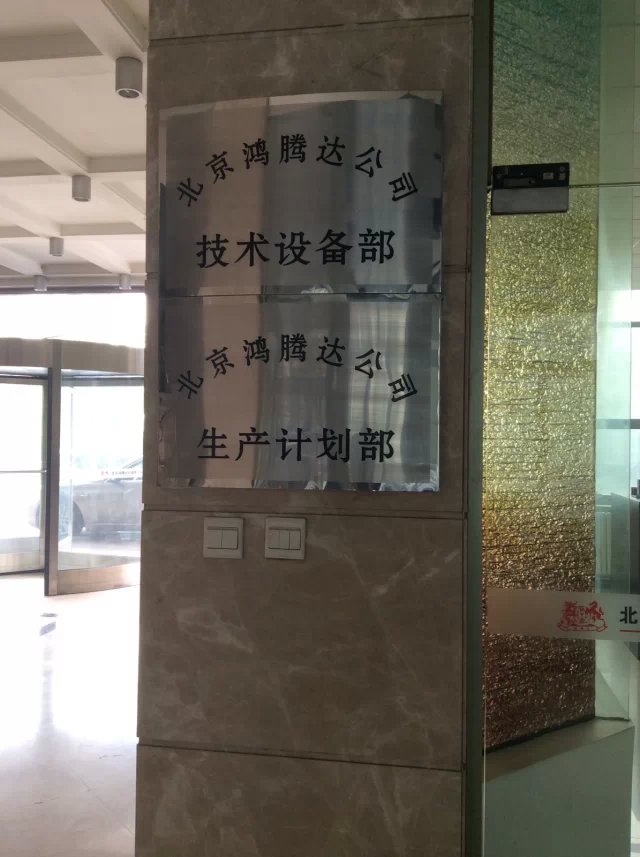 北京鸿腾达公司
技术设备部
北京鸿腾达公司
生产计划部
北